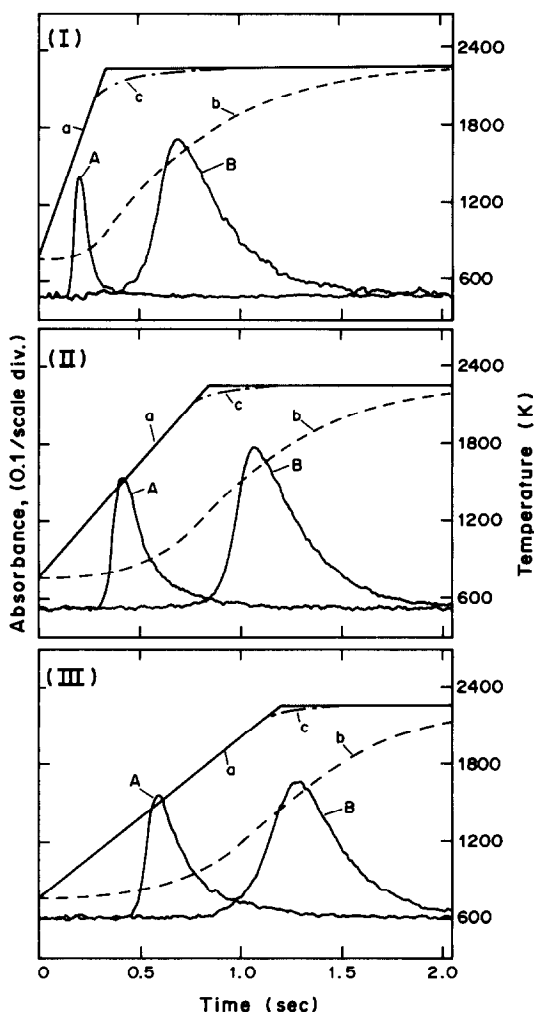 (I)
2400
1800
1200
600
a
c
b
A
B
(II)
2400
1800
1200
600
a
c
b
A
B
(III)
2400
1800
1200
600
a
c
b
A
B
0 0.5 1.0 1.5 2.0
Time (sec)
Absorbance, (0.1/scale div.)
Temperature (K)